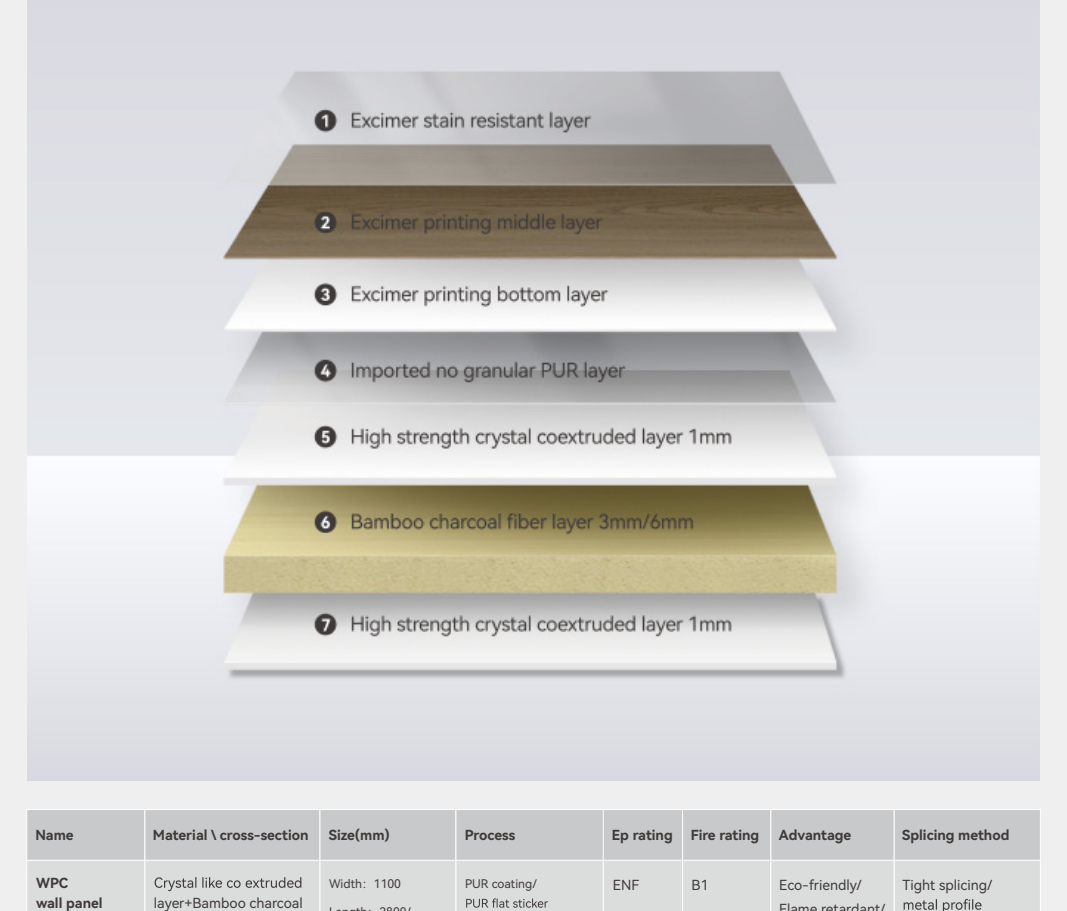 1 Excimer stain resistant layer
2 Excimer printing middle layer
3 Excimer printing bottom layer
4 Imported no granular PUR layer
5 High strength crystal coextruded layer 1mm
6 Bamboo charcoal fiber layer 3mm/6mm
7 High strength crystal coextruded layer 1mm
Name Material \ cross-section Size(mm) Process Ep rating Fire rating Advantage Splicing method
WPC Crystal like co extruded Width: 1100 PUR coating/ ENF B1 Eco-friendly/ Tight splicing/
wall panel layer+Bamboo charcoal Length: 2800/ PUR flat sticker Flame retardant/ metal profile